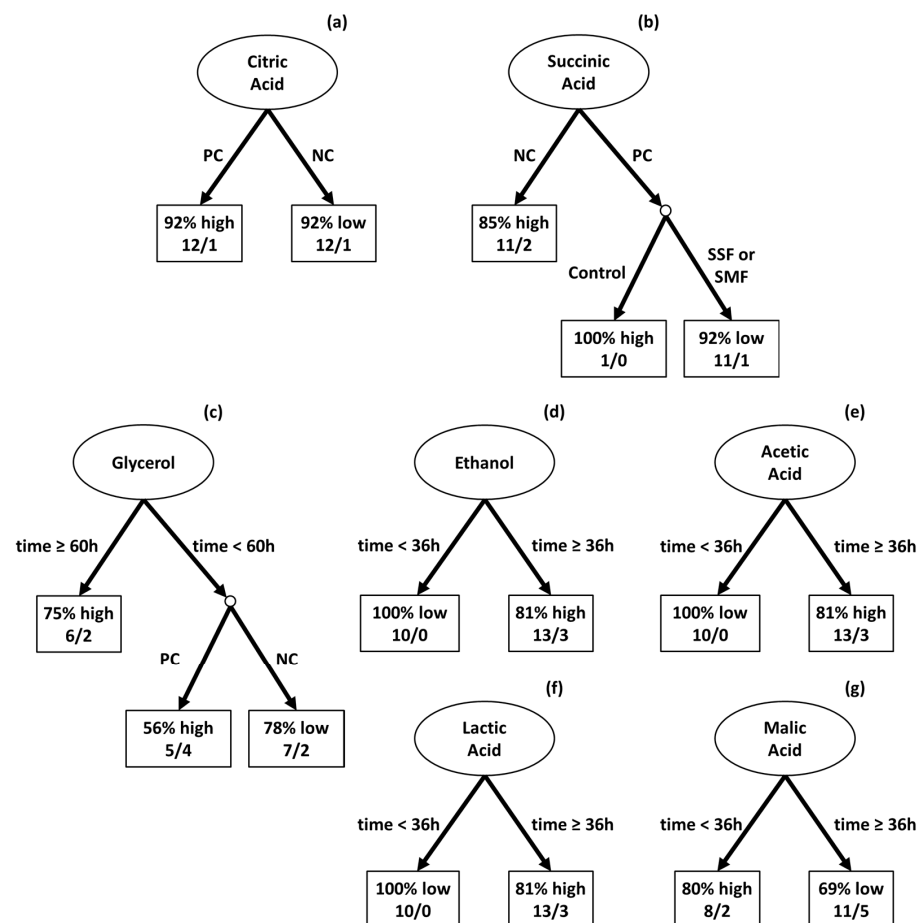 (a)
Citric
Acid
PC
NC
92% high
12/1
92% low
12/1
(b)
Succinic
Acid
NC
PC
85% high
11/2
Control
SSF or
SMF
100% high
1/0
92% low
11/1
(c)
Glycerol
time ≥ 60h
time < 60h
75% high
6/2
PC
NC
56% high
5/4
78% low
7/2
(d)
Ethanol
time < 36h
time ≥ 36h
100% low
10/0
81% high
13/3
(e)
Acetic
Acid
time < 36h
time ≥ 36h
100% low
10/0
81% high
13/3
(f)
Lactic
Acid
time < 36h
time ≥ 36h
100% low
10/0
81% high
13/3
(g)
Malic
Acid
time < 36h
time ≥ 36h
80% high
8/2
69% low
11/5